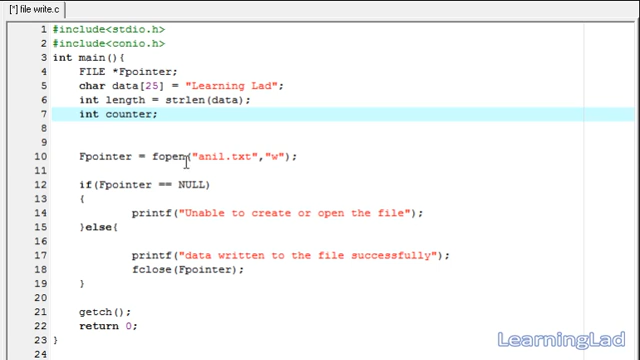 [*] file write.c
1 #include<stdio.h>
2 #include<conio.h>
3 int main(){
4 FILE *Fpointer;
5 char data[25] = "Learning Lad";
6 int length = strlen(data);
7 int counter;
8
9
10 Fpointer = fopen("anil.txt","w");
11
12 if(Fpointer == NULL)
13 {
14 printf("Unable to create or open the file");
15 }else{
16
17 printf("data written to the file successfully");
18 fclose(Fpointer);
19 }
20
21 getch();
22 return 0;
23 }
24
LearningLad